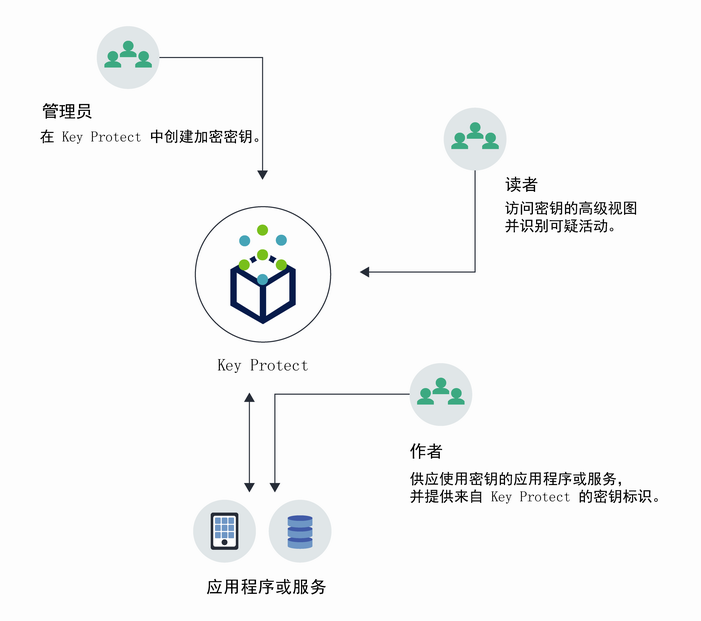 管理员
在 Key Protect 中创建加密密钥。
读者
访问密钥的高级视图
并识别可疑活动。
Key Protect
作者
供应使用密钥的应用程序或服务，
并提供来自 Key Protect 的密钥标识。
应用程序或服务